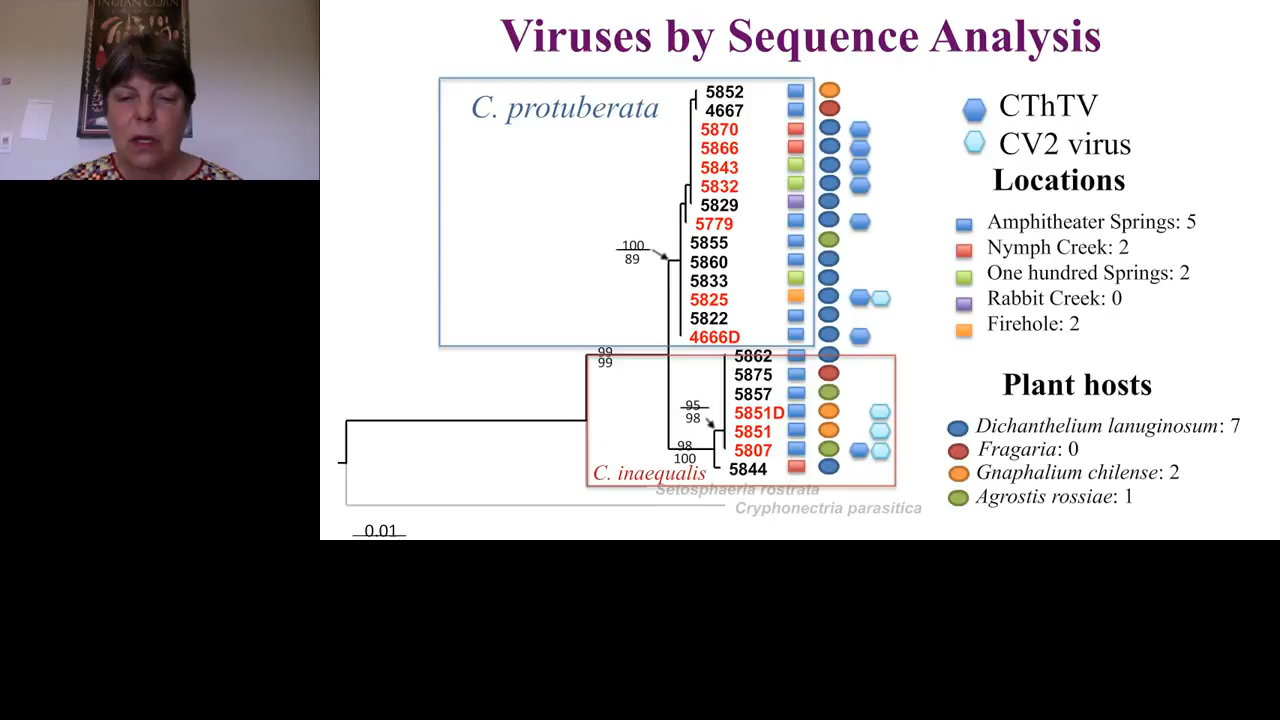 INDIAN CORN
Viruses by Sequence Analysis
C. protuberata
5852
4667
5870
5866
5843
5832
5829
5779
5855
5860
5833
5825
5822
4666D
100
89
99
99
5862
5875
5857
5851D
5851
5807
5844
95
98
98
100
C. inaequalis
Setosphaeria rostrata
Cryphonectria parasitica
0.01
CThTV
CV2 virus
Locations
Amphitheater Springs: 5
Nymph Creek: 2
One hundred Springs: 2
Rabbit Creek: 0
Firehole: 2
Plant hosts
Dichanthelium lanuginosum: 7
Fragaria: 0
Gnaphalium chilense: 2
Agrostis rossiae: 1